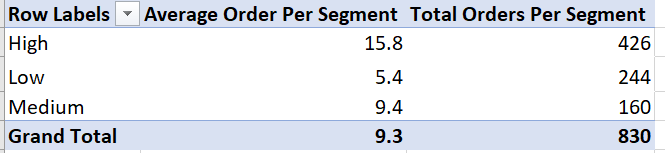 Row Labels Average Order Per Segment Total Orders Per Segment
High 15.8 426
Low 5.4 244
Medium 9.4 160
Grand Total 9.3 830